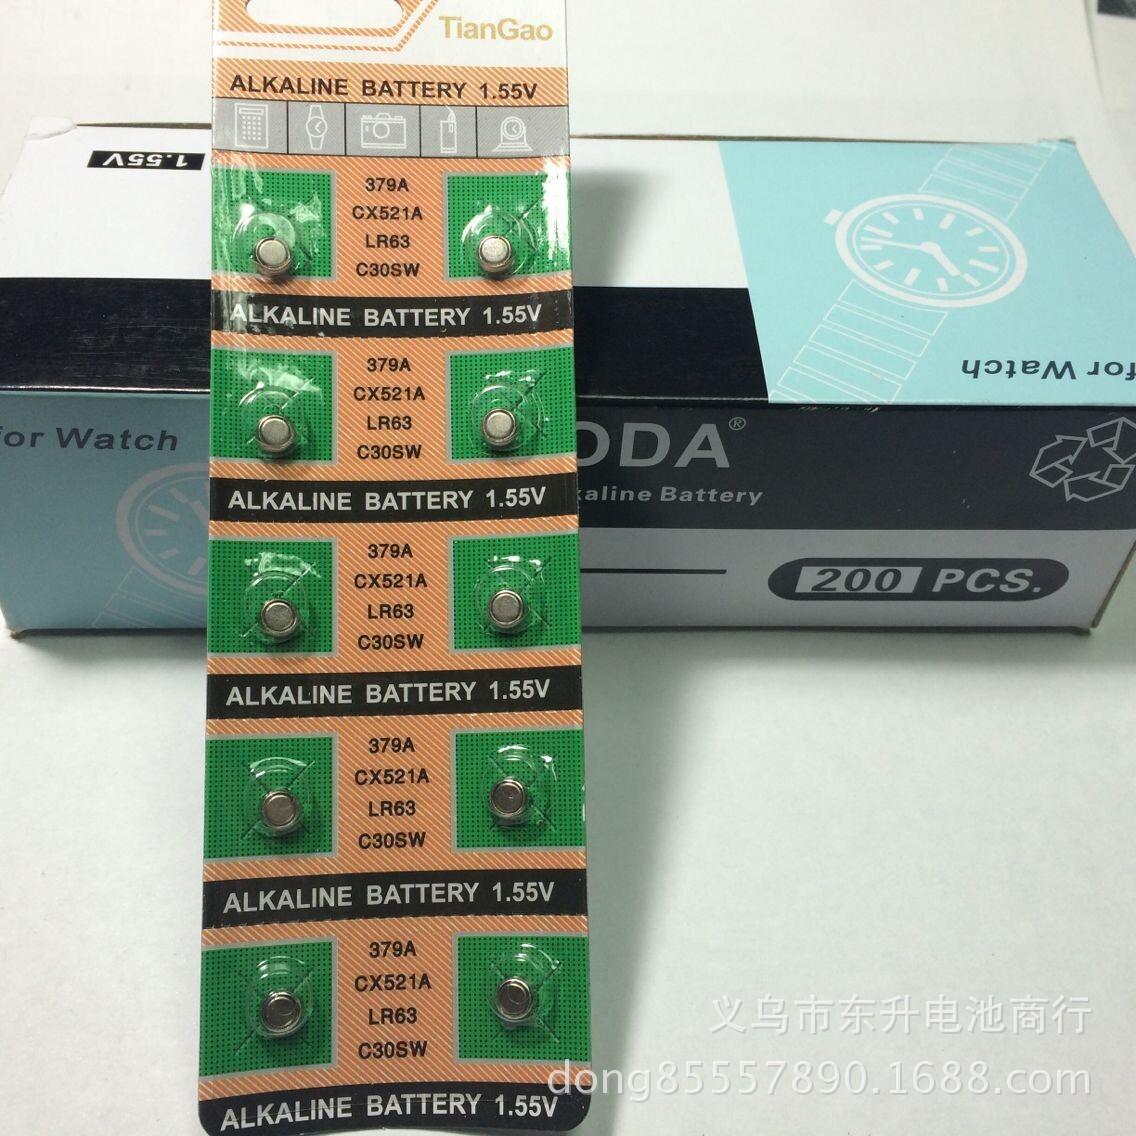 TianGao
ALKALINE BATTERY 1.55V
1.55V
379A
CX521A
LR63
C30SW
ALKALINE BATTERY 1.55V
for Watch
379A
CX521A
LR63
C30SW
for Watch
ODA®
kaline Battery
ALKALINE BATTERY 1.55V
379A
CX521A
LR63
C30SW
200 PCS.
ALKALINE BATTERY 1.55V
379A
CX521A
LR63
C30SW
ALKALINE BATTERY 1.55V
379A
CX521A
LR63
C30SW
义乌市东升电池商行
dong85557890.1688.com
ALKALINE BATTERY 1.55V